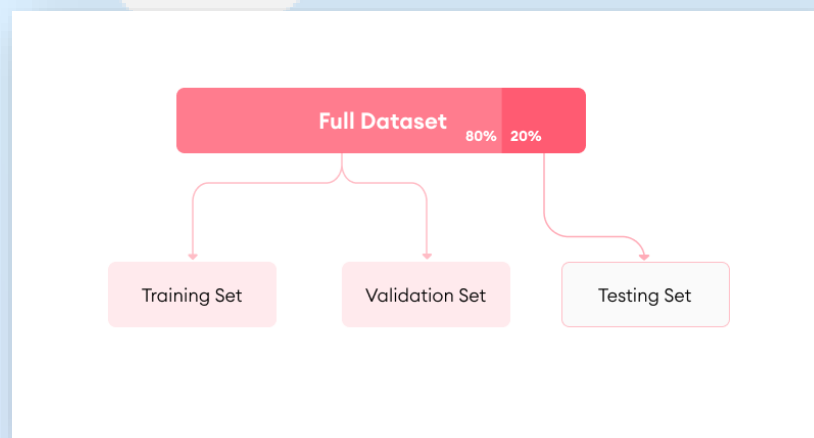 Full Dataset
80% 20%
Training Set
Validation Set
Testing Set